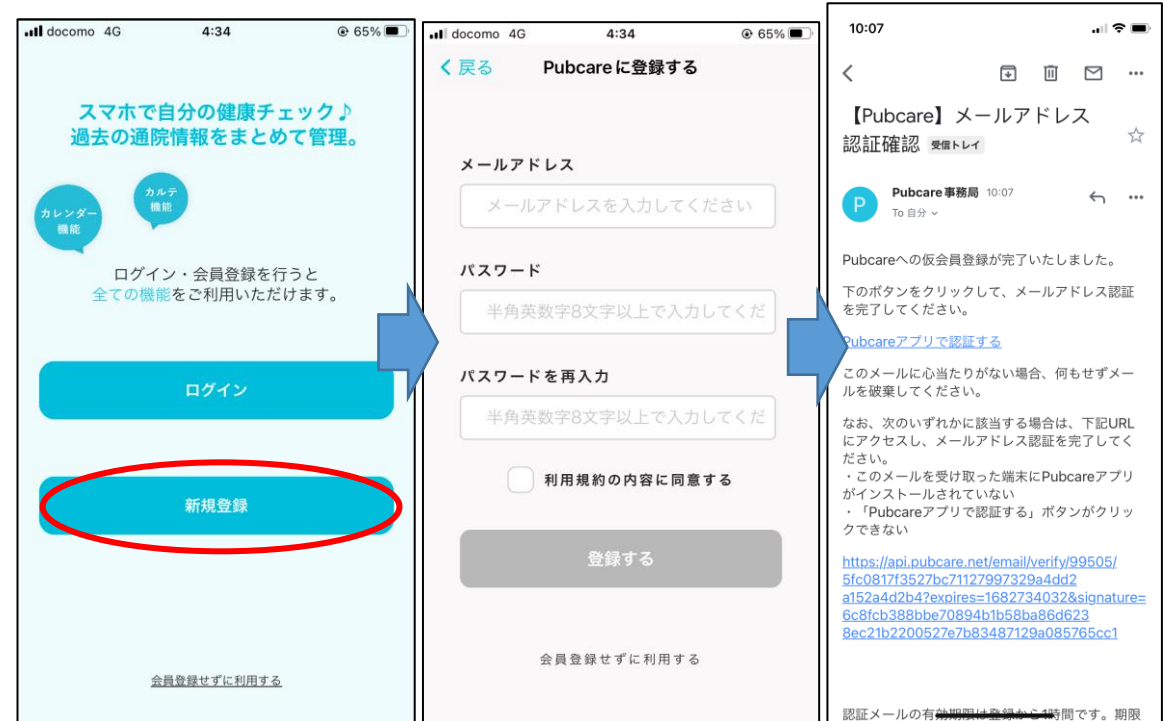 docomo 4G 4:34 65%
スマホで自分の健康チェック♪
過去の通院情報をまとめて管理。
カルテ
機能
カレンダー
機能
ログイン・会員登録を行うと
全ての機能をご利用いただけます。
ログイン
新規登録
会員登録せずに利用する
docomo 4G 4:34 65%
戻る Pubcareに登録する
メールアドレス
メールアドレスを入力してください
パスワード
半角英数字8文字以上で入力してくだ
パスワードを再入力
半角英数字8文字以上で入力してくだ
利用規約の内容に同意する
登録する
会員登録せずに利用する
10:07
【Pubcare】メールアドレス
認証確認 受信トレイ
P
Pubcare事務局 10:07
To 自分
Pubcareへの仮会員登録が完了いたしました。
下のボタンをクリックして、メールアドレス認証
を完了してください。
Pubcareアプリで認証する
このメールに心当たりがない場合、何もせずメー
ルを破棄してください。
なお、次のいずれかに該当する場合は、下記URL
にアクセスし、メールアドレス認証を完了してく
ださい。
・このメールを受け取った端末にPubcareアプリ
がインストールされていない
・「Pubcareアプリで認証する」ボタンがクリッ
クできない
https://api.pubcare.net/email/verify/99505/
5fc0817f3527bc71127997329a4dd2
a152a4d2b4?expires=1682734032&signature=
6c8fcb388bbe70894b1b58ba86d623
8ec21b2200527e7b83487129a085765cc1
認証メールの有効期限は登録から1時間です。期限